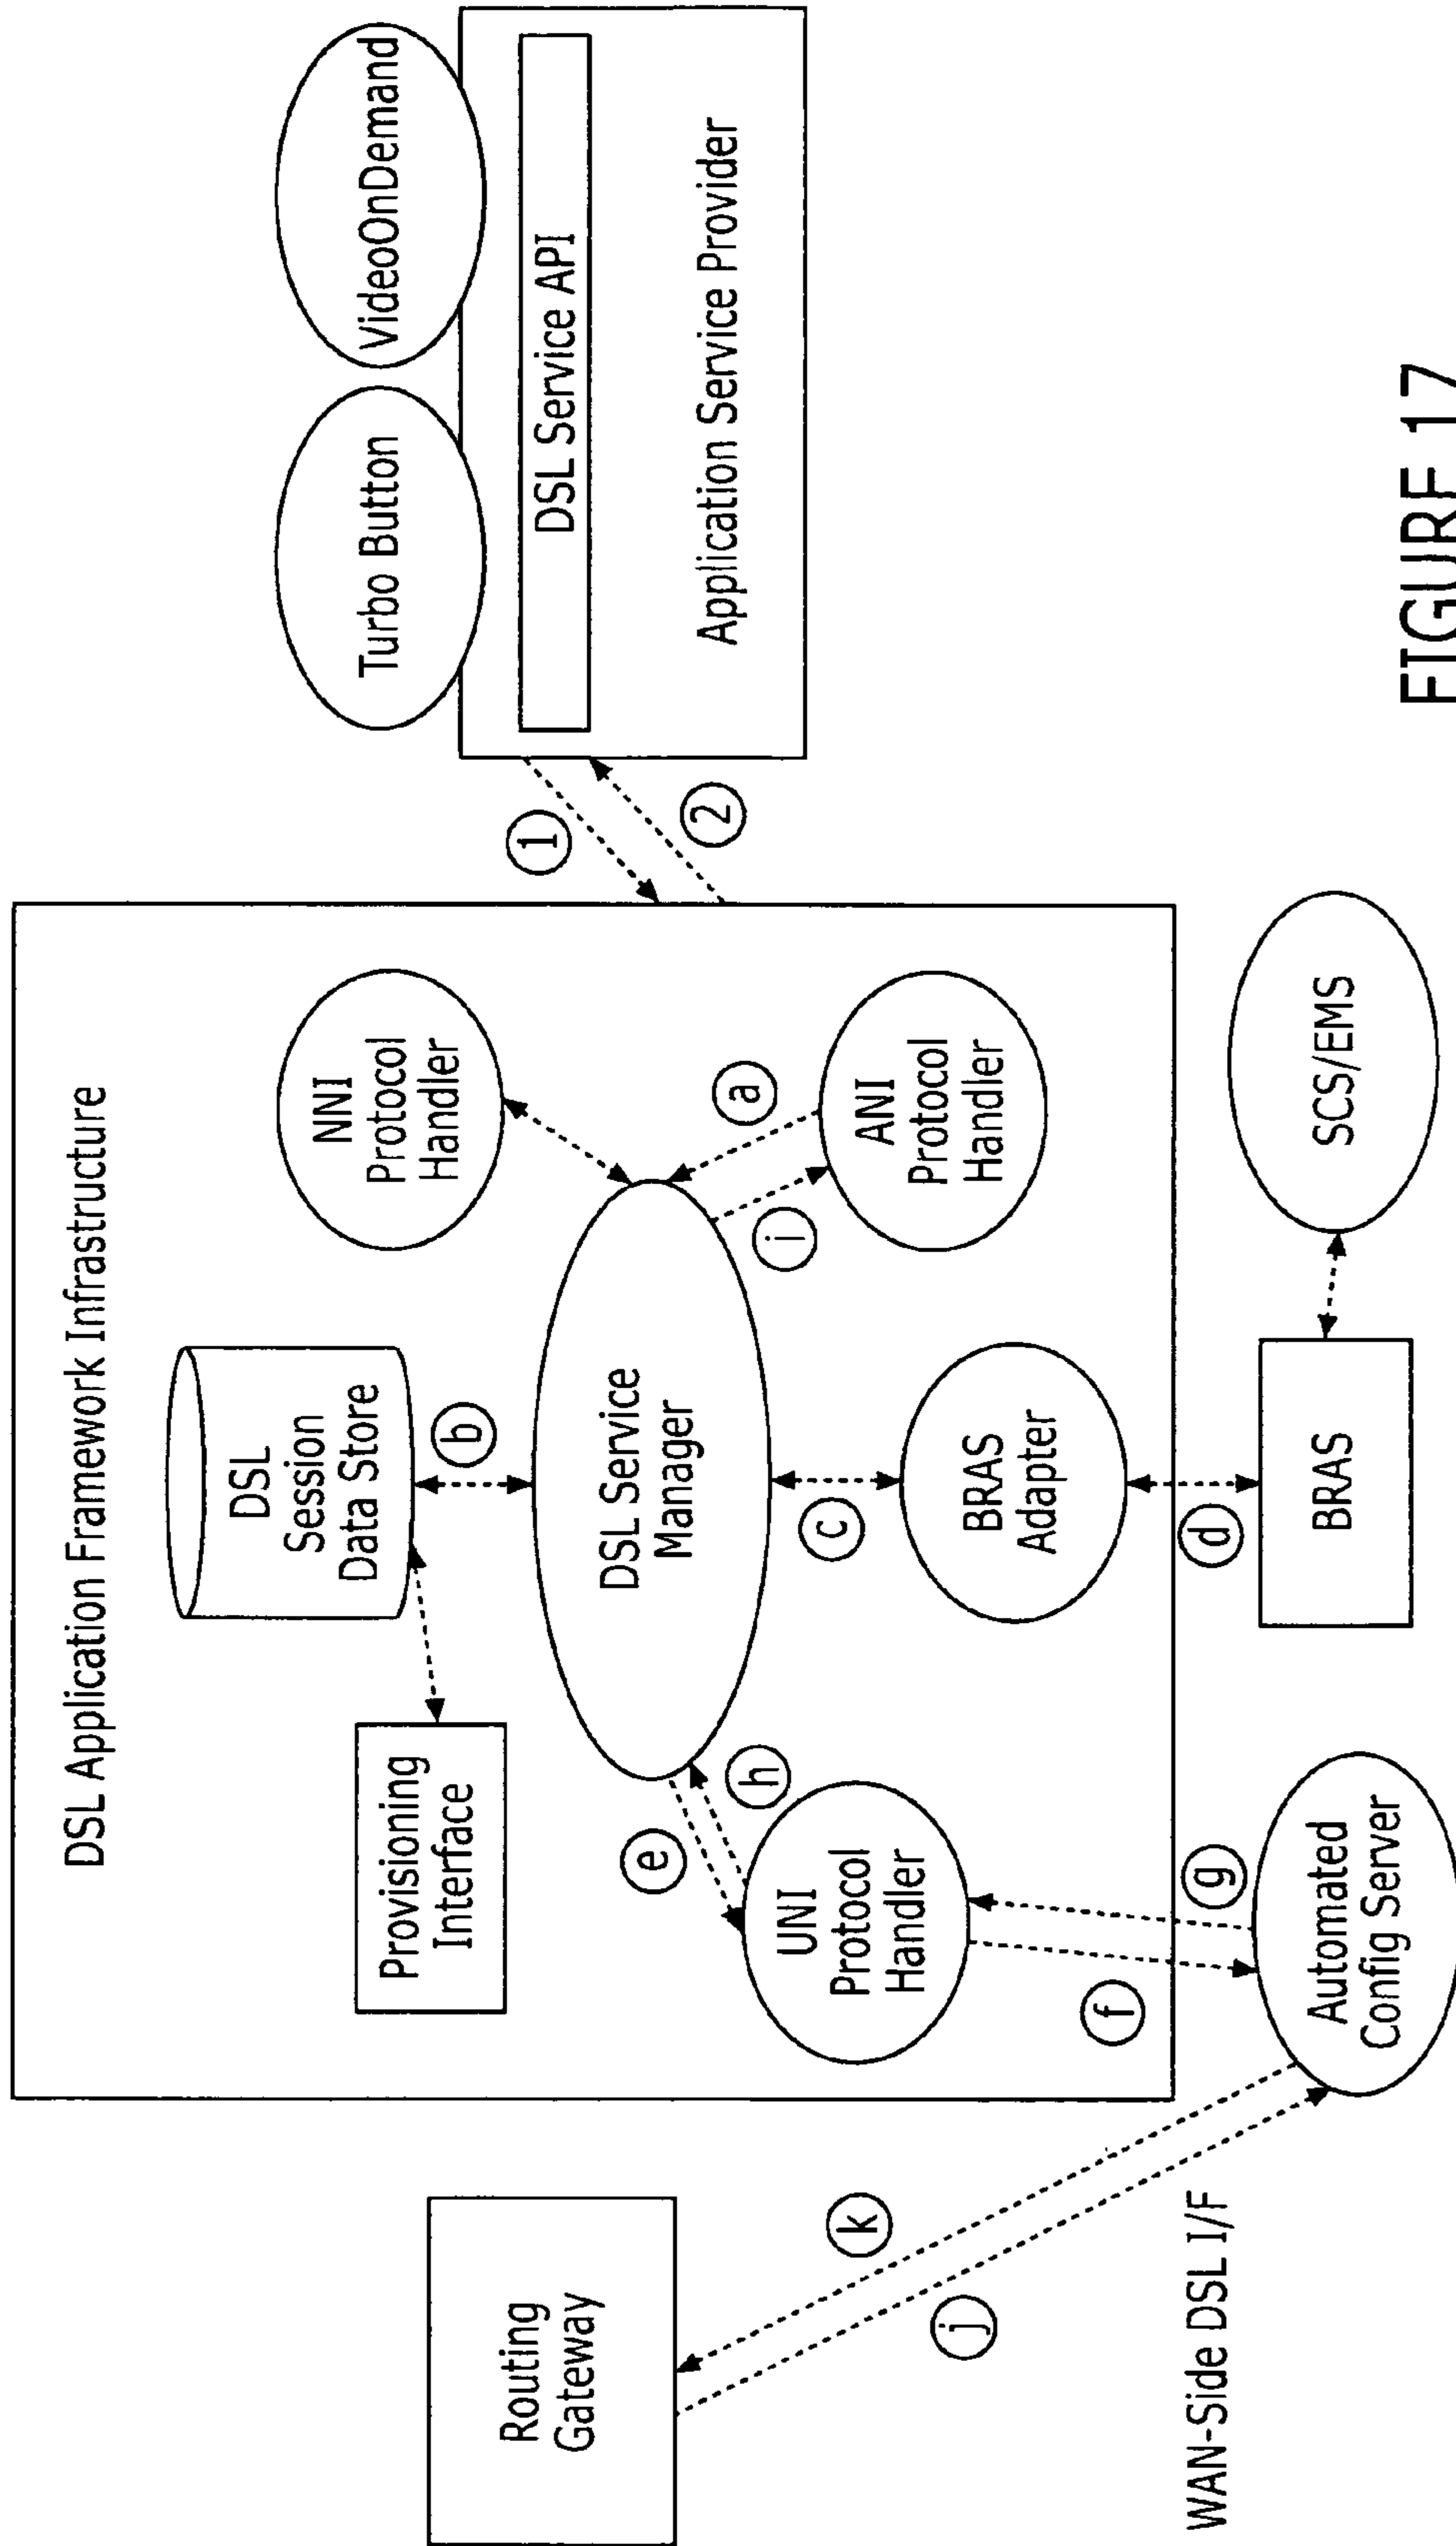 DSL Application Framework Infrastructure
Routing
Gateway
Provisioning
Interface
DSL
Session
Data Store
NNI
Protocol
Handler
Turbo Button
VideoOnDemand
b
DSL Service API
1
DSL Service
Manager
e
h
a
2
i
Application Service Provider
k
UNI
Protocol
Handler
c
ANI
Protocol
Handler
j
BRAS
Adapter
f
g
d
WAN-Side DSL I/F
Automated
Config Server
BRAS
SCS/EMS
FIGURE 17